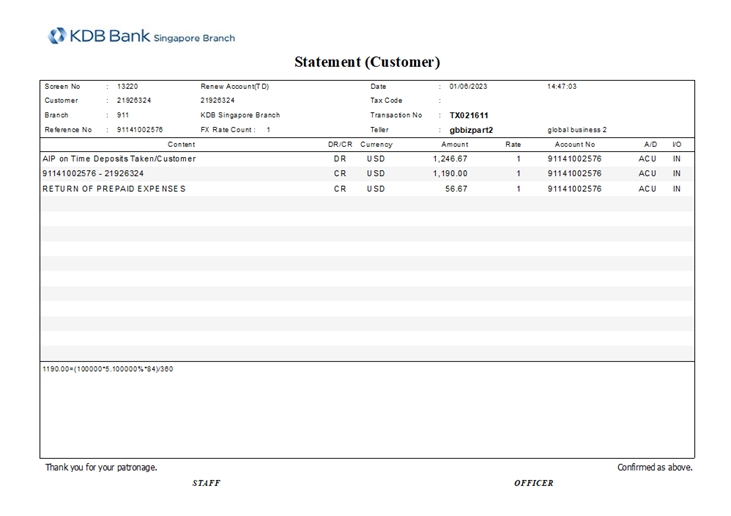 KDB Bank Singapore Branch
Statement (Customer)
Screen No : 13220 Renew Account(TD) Date : 01/06/2023 14:47:03
Customer : 21926324 21926324 Tax Code :
Branch : 911 KDB Singapore Branch Transaction No : TX021611
Reference No : 91141002576 FX Rate Count : 1 Teller : gbbizpart2 global business 2
Content DR/CR Currency Amount Rate Account No A/D I/O
AIP on Time Deposits Taken/Customer DR USD 1,246.67 1 91141002576 ACU IN
91141002576 - 21926324 CR USD 1,190.00 1 91141002576 ACU IN
RETURN OF PREPAID EXPENSES CR USD 56.67 1 91141002576 ACU IN
1190.00=(100000*5.100000%*84)/360
Thank you for your patronage. Confirmed as above.
STAFF OFFICER